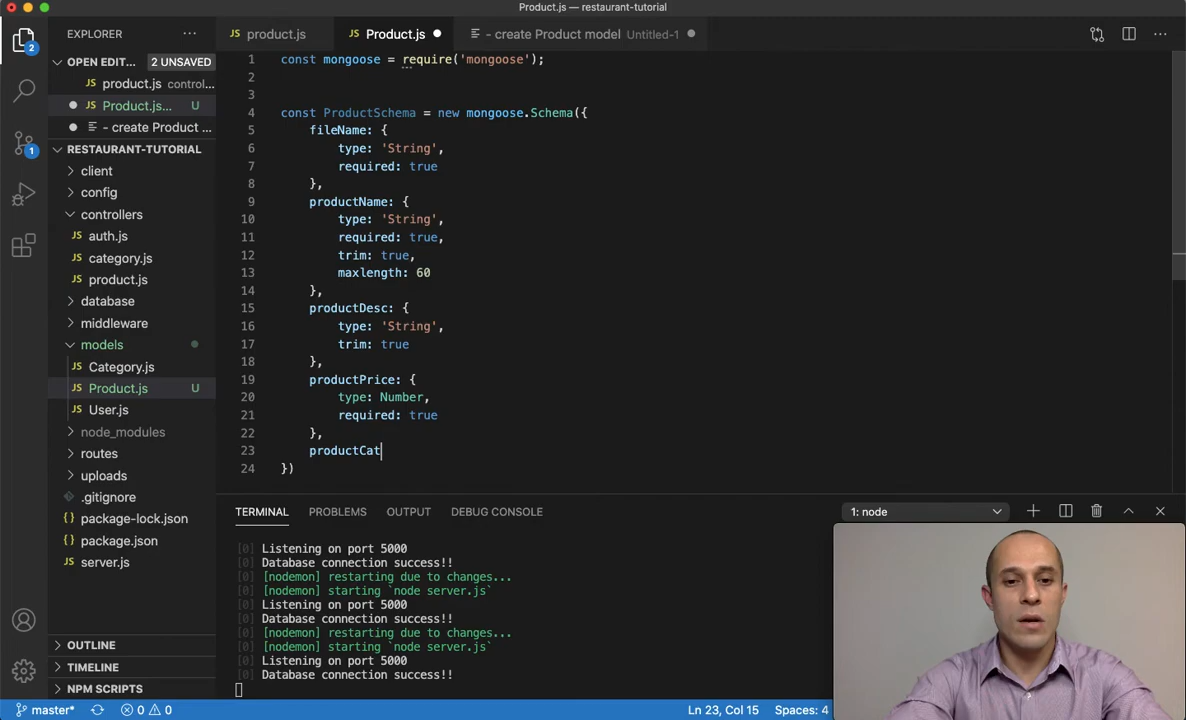 Product.js — restaurant-tutorial
EXPLORER
product.js
Product.js
- create Product model Untitled-1
OPEN EDIT... 2 UNSAVED
product.js control...
Product.js... U
- create Product ...
RESTAURANT-TUTORIAL
client
config
controllers
JS auth.js
JS category.js
JS product.js
database
middleware
models
JS Category.js
JS Product.js U
JS User.js
node_modules
routes
uploads
.gitignore
{} package-lock.json
{} package.json
JS server.js
OUTLINE
TIMELINE
NPM SCRIPTS
1 const mongoose = require('mongoose');
2
3
4 const ProductSchema = new mongoose.Schema({
5 fileName: {
6 type: 'String',
7 required: true
8 },
9 productName: {
10 type: 'String',
11 required: true,
12 trim: true,
13 maxlength: 60
14 },
15 productDesc: {
16 type: 'String',
17 trim: true
18 },
19 productPrice: {
20 type: Number,
21 required: true
22 },
23 productCat
24 })
TERMINAL PROBLEMS OUTPUT DEBUG CONSOLE 1: node
[0] Listening on port 5000
[0] Database connection success!!
[0] [nodemon] restarting due to changes...
[0] [nodemon] starting `node server.js`
[0] Listening on port 5000
[0] Database connection success!!
[0] [nodemon] restarting due to changes...
[0] [nodemon] starting `node server.js`
[0] Listening on port 5000
[0] Database connection success!!
master* 0 0 Ln 23, Col 15 Spaces: 4